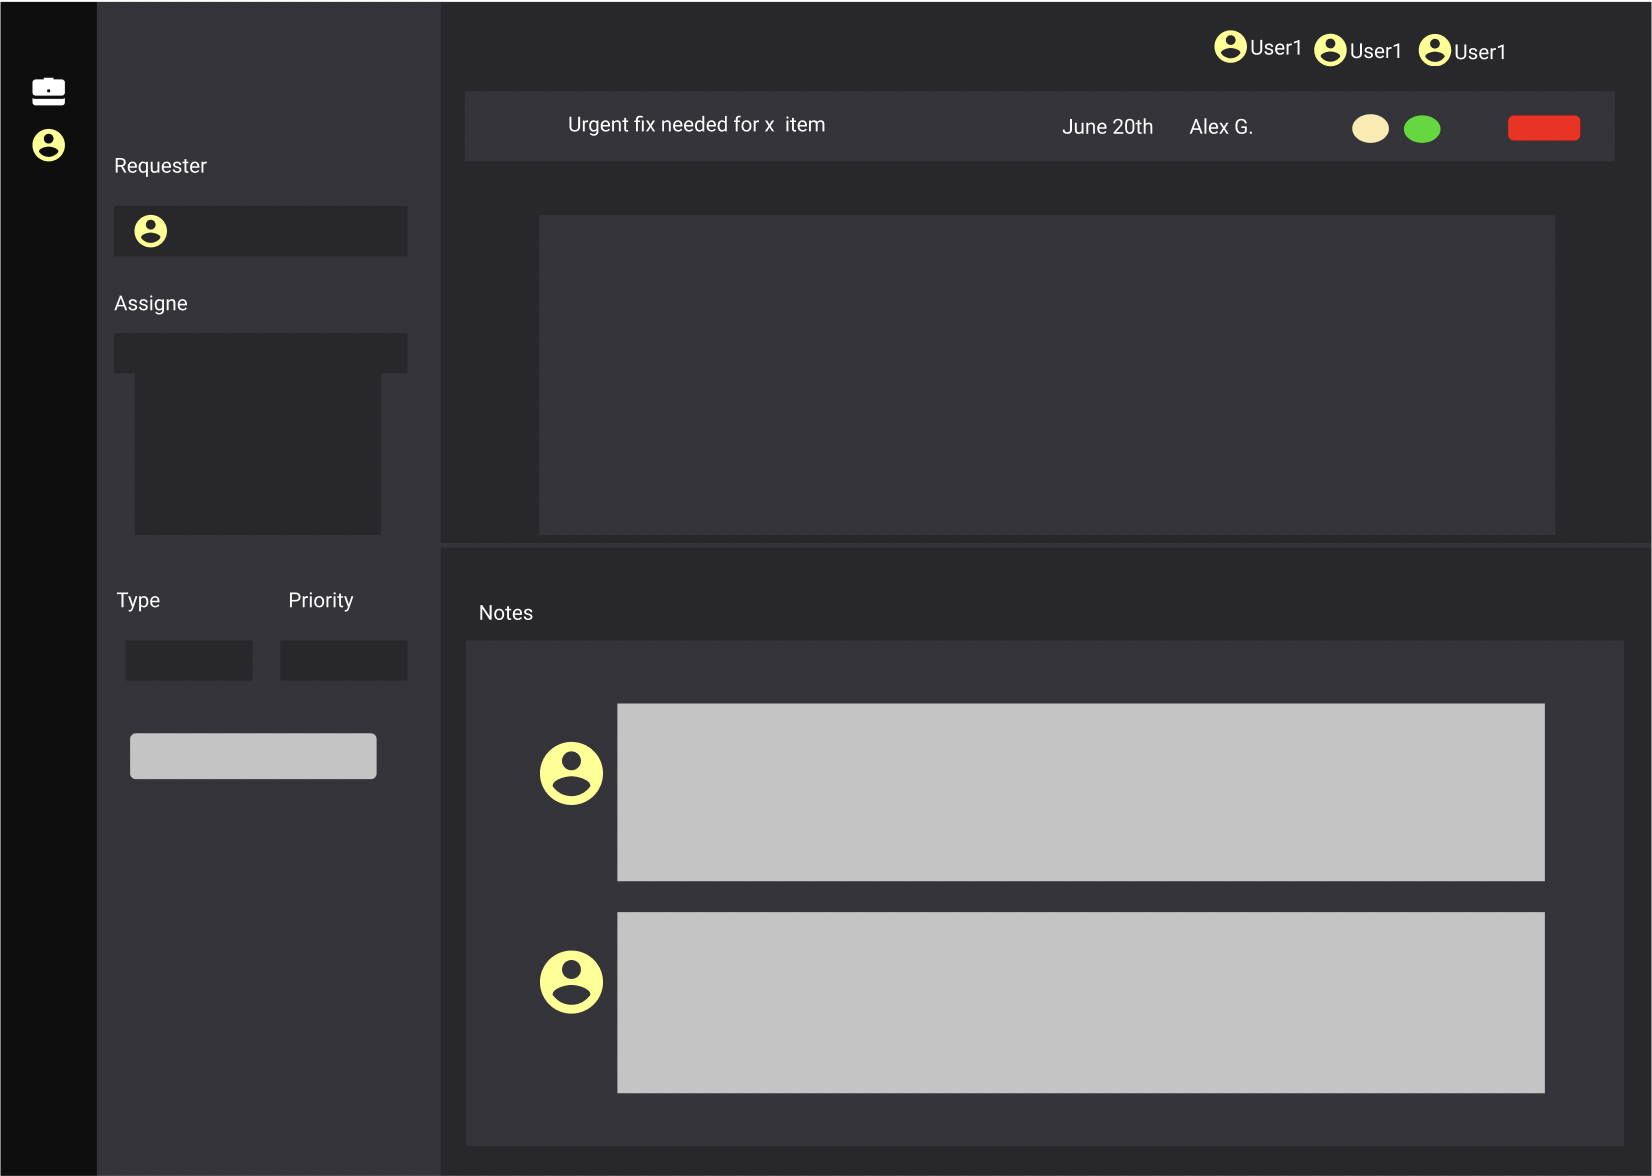 User1 User1 User1
Urgent fix needed for x item June 20th Alex G.
Requester
Assigne
Type Priority
Notes